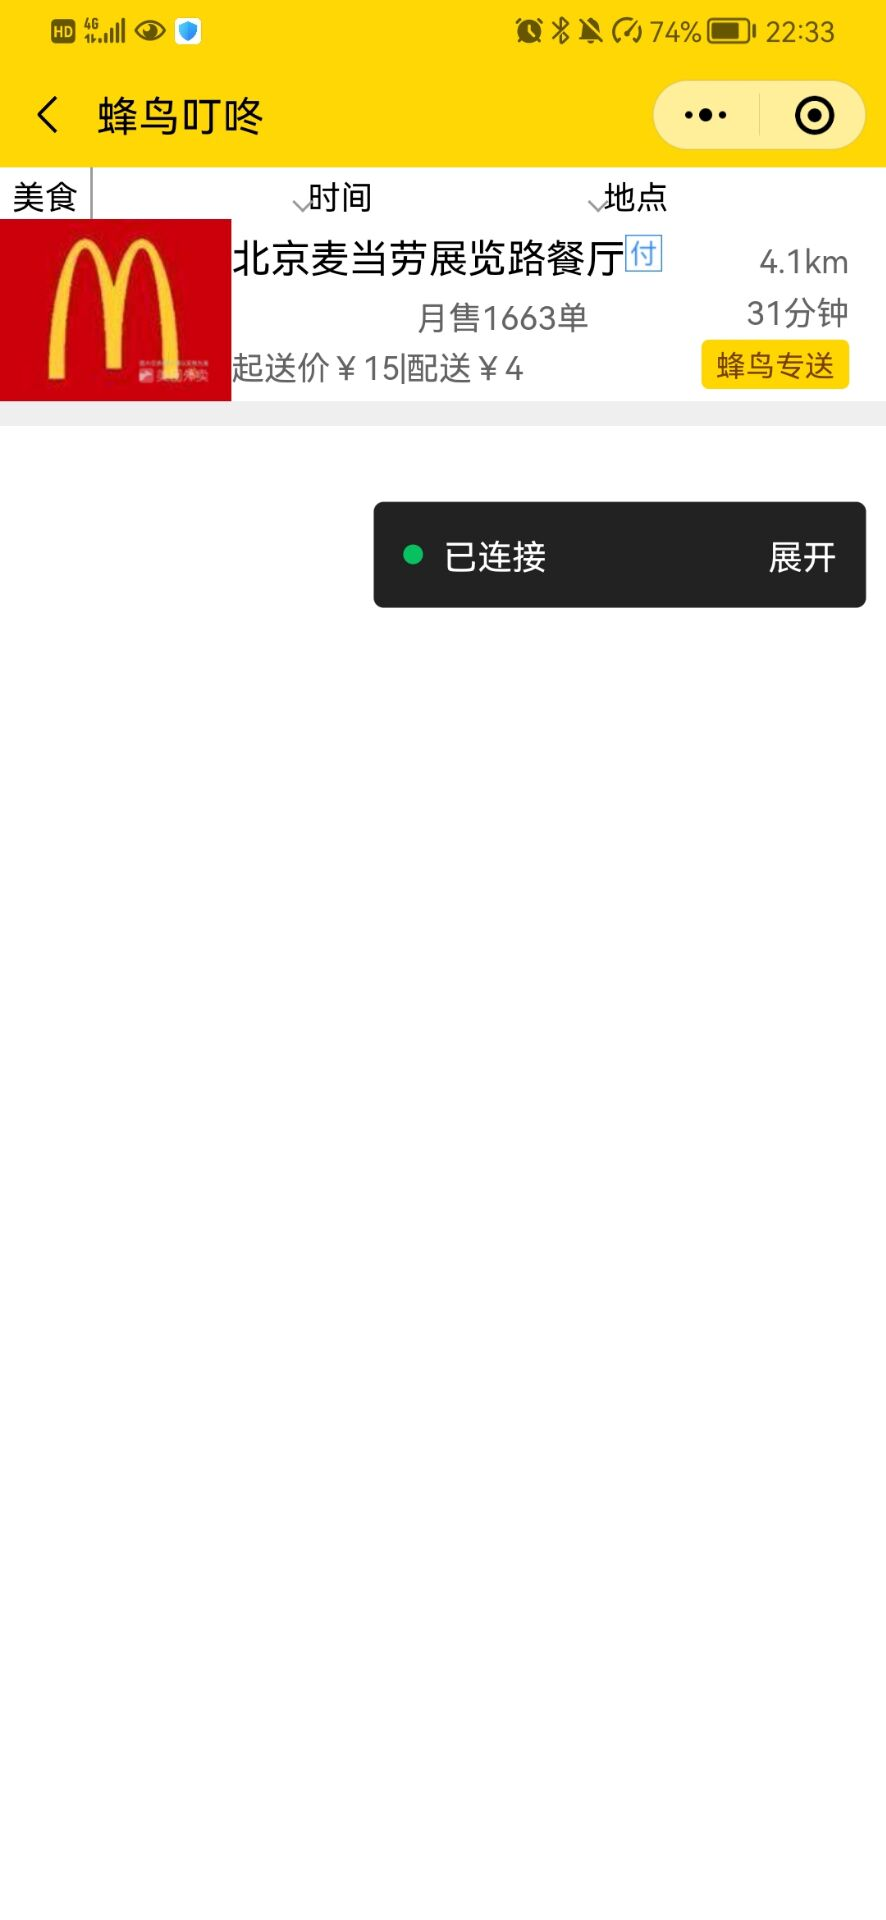 HD 4G 74% 22:33
蜂鸟叮咚
美食 时间 地点
北京麦当劳展览路餐厅付 4.1km
月售1663单 31分钟
起送价￥15|配送￥4 蜂鸟专送
已连接 展开